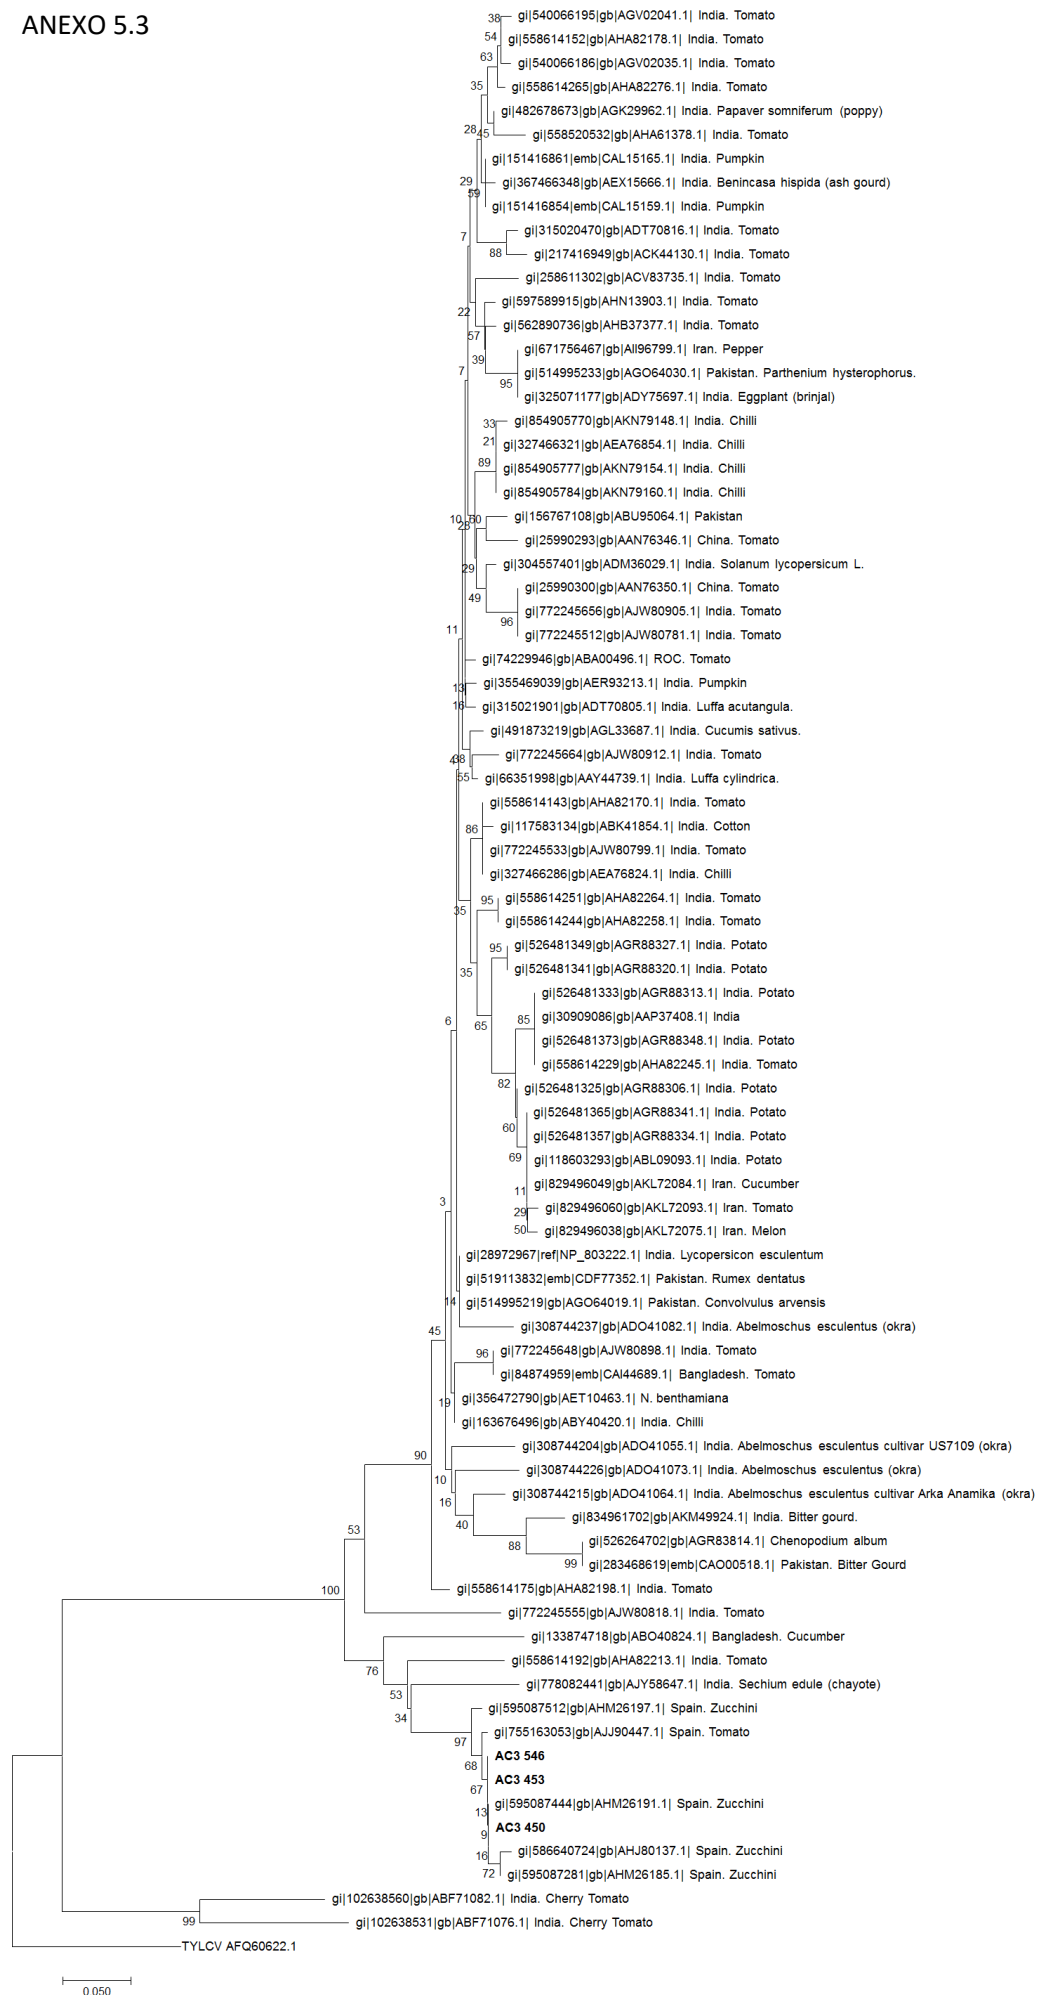 ANEXO 5.3
gi|540066195|gb|AGV02041.1| India. Tomato
38
54
gi|558614152|gb|AHA82178.1| India. Tomato
63
gi|540066186|gb|AGV02035.1| India. Tomato
35
gi|558614265|gb|AHA82276.1| India. Tomato
gi|482678673|gb|AGK29962.1| India. Papaver somniferum (poppy)
28
45
gi|558520532|gb|AHA61378.1| India. Tomato
gi|151416861|emb|CAL15165.1| India. Pumpkin
29
gi|367466348|gb|AEX15666.1| India. Benincasa hispida (ash gourd)
59
gi|151416854|emb|CAL15159.1| India. Pumpkin
7
gi|315020470|gb|ADT70816.1| India. Tomato
88
gi|217416949|gb|ACK44130.1| India. Tomato
gi|258611302|gb|ACV83735.1| India. Tomato
22
gi|597589915|gb|AHN13903.1| India. Tomato
57
gi|562890736|gb|AHB37377.1| India. Tomato
39
gi|671756467|gb|AII96799.1| Iran. Pepper
7
gi|514995233|gb|AGO64030.1| Pakistan. Parthenium hysterophorus.
95
gi|325071177|gb|ADY75697.1| India. Eggplant (brinjal)
33
gi|854905770|gb|AKN79148.1| India. Chilli
21
gi|327466321|gb|AEA76854.1| India. Chilli
89
gi|854905777|gb|AKN79154.1| India. Chilli
gi|854905784|gb|AKN79160.1| India. Chilli
10
28
60
gi|156767108|gb|ABU95064.1| Pakistan
gi|25990293|gb|AAN76346.1| China. Tomato
29
gi|304557401|gb|ADM36029.1| India. Solanum lycopersicum L.
49
gi|25990300|gb|AAN76350.1| China. Tomato
96
gi|772245656|gb|AJW80905.1| India. Tomato
11
gi|772245512|gb|AJW80781.1| India. Tomato
gi|74229946|gb|ABA00496.1| ROC. Tomato
13
gi|355469039|gb|AER93213.1| India. Pumpkin
16
gi|315021901|gb|ADT70805.1| India. Luffa acutangula.
gi|491873219|gb|AGL33687.1| India. Cucumis sativus.
4
38
gi|772245664|gb|AJW80912.1| India. Tomato
55
gi|66351998|gb|AAY44739.1| India. Luffa cylindrica.
gi|558614143|gb|AHA82170.1| India. Tomato
86
gi|117583134|gb|ABK41854.1| India. Cotton
gi|772245533|gb|AJW80799.1| India. Tomato
gi|327466286|gb|AEA76824.1| India. Chilli
35
95
gi|558614251|gb|AHA82264.1| India. Tomato
gi|558614244|gb|AHA82258.1| India. Tomato
95
gi|526481349|gb|AGR88327.1| India. Potato
35
gi|526481341|gb|AGR88320.1| India. Potato
gi|526481333|gb|AGR88313.1| India. Potato
6
65
85
gi|30909086|gb|AAP37408.1| India
gi|526481373|gb|AGR88348.1| India. Potato
gi|558614229|gb|AHA82245.1| India. Tomato
82
gi|526481325|gb|AGR88306.1| India. Potato
gi|526481365|gb|AGR88341.1| India. Potato
60
gi|526481357|gb|AGR88334.1| India. Potato
69
gi|118603293|gb|ABL09093.1| India. Potato
11
gi|829496049|gb|AKL72084.1| Iran. Cucumber
3
29
gi|829496060|gb|AKL72093.1| Iran. Tomato
50
gi|829496038|gb|AKL72075.1| Iran. Melon
gi|28972967|ref|NP_803222.1| India. Lycopersicon esculentum
gi|519113832|emb|CDF77352.1| Pakistan. Rumex dentatus
14
gi|514995219|gb|AGO64019.1| Pakistan. Convolvulus arvensis
45
gi|308744237|gb|ADO41082.1| India. Abelmoschus esculentus (okra)
96
gi|772245648|gb|AJW80898.1| India. Tomato
gi|84874959|emb|CAI44689.1| Bangladesh. Tomato
19
gi|356472790|gb|AET10463.1| N. benthamiana
gi|163676496|gb|ABY40420.1| India. Chilli
90
gi|308744204|gb|ADO41055.1| India. Abelmoschus esculentus cultivar US7109 (okra)
10
gi|308744226|gb|ADO41073.1| India. Abelmoschus esculentus (okra)
16
gi|308744215|gb|ADO41064.1| India. Abelmoschus esculentus cultivar Arka Anamika (okra)
40
gi|834961702|gb|AKM49924.1| India. Bitter gourd.
53
88
gi|526264702|gb|AGR83814.1| Chenopodium album
99
gi|283468619|emb|CAO00518.1| Pakistan. Bitter Gourd
100
gi|558614175|gb|AHA82198.1| India. Tomato
gi|772245555|gb|AJW80818.1| India. Tomato
gi|133874718|gb|ABO40824.1| Bangladesh. Cucumber
76
gi|558614192|gb|AHA82213.1| India. Tomato
53
gi|778082441|gb|AJY58647.1| India. Sechium edule (chayote)
34
gi|595087512|gb|AHM26197.1| Spain. Zucchini
97
gi|755163053|gb|AJJ90447.1| Spain. Tomato
68
AC3 546
67
AC3 453
13
gi|595087444|gb|AHM26191.1| Spain. Zucchini
9
AC3 450
16
gi|586640724|gb|AHJ80137.1| Spain. Zucchini
72
gi|595087281|gb|AHM26185.1| Spain. Zucchini
gi|102638560|gb|ABF71082.1| India. Cherry Tomato
99
gi|102638531|gb|ABF71076.1| India. Cherry Tomato
TYLCV AFQ60622.1
0.050